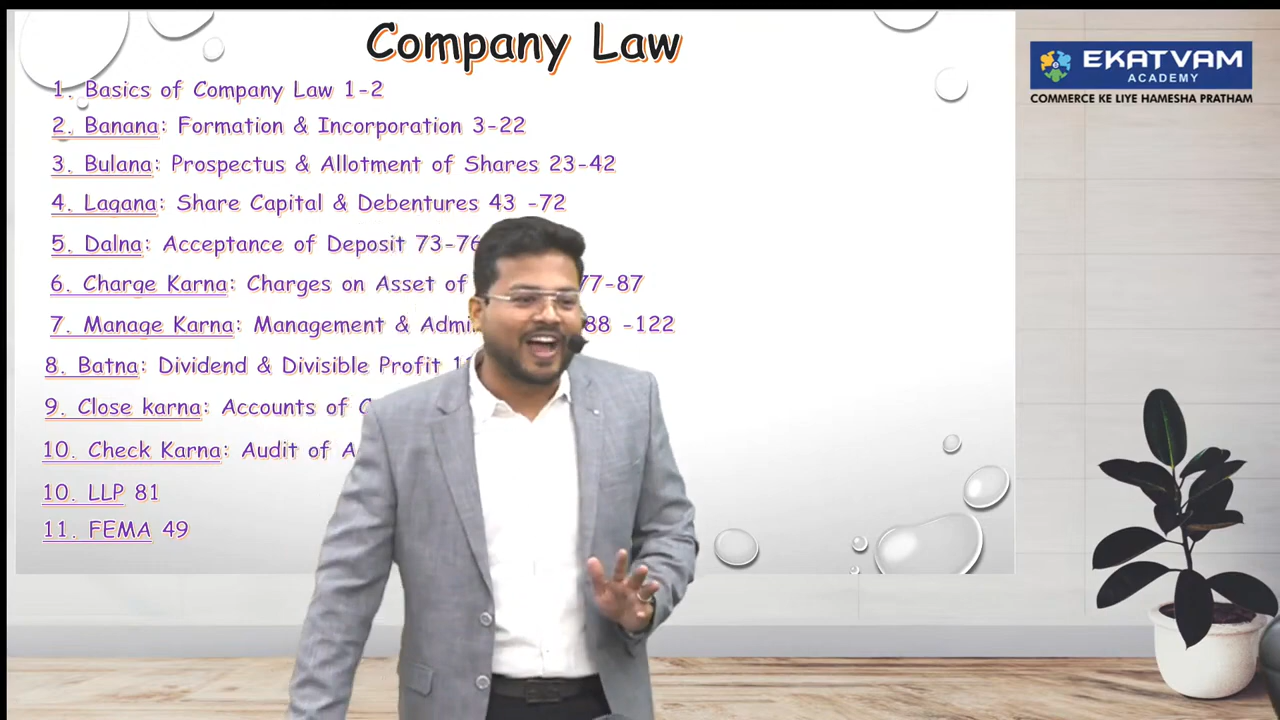 Company Law
1. Basics of Company Law 1-2
2. Banana: Formation & Incorporation 3-22
3. Bulana: Prospectus & Allotment of Shares 23-42
4. Lagana: Share Capital & Debentures 43 -72
5. Dalna: Acceptance of Deposit 73-76
6. Charge Karna: Charges on Asset of 77-87
7. Manage Karna: Management & 88 -122
8. Batna: Dividend & Divisible Profit
9. Close karna: Accounts of
10. Check Karna: Audit of
10. LLP 81
11. FEMA 49
EKATVAM
ACADEMY
COMMERCE KE LIYE HAMESHA PRATHAM